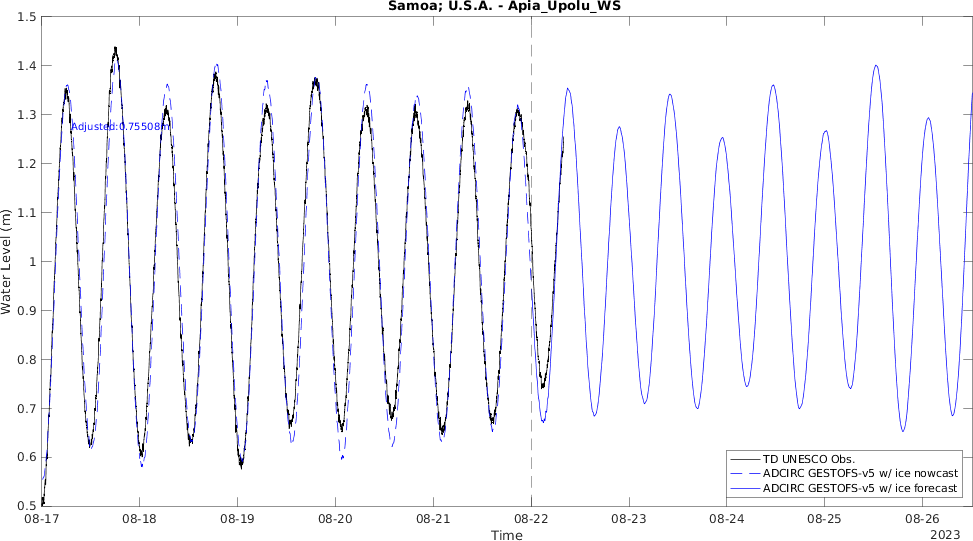 Samoa; U.S.A. - Apia_Upolu_WS
1.5
1.4
1.3
Adjusted:0.75508m
1.2
1.1
1
0.9
0.8
0.7
0.6
0.5
Water Level (m)
TD UNESCO Obs.
ADCIRC GESTOFS-v5 w/ ice nowcast
ADCIRC GESTOFS-v5 w/ ice forecast
08-17 08-18 08-19 08-20 08-21 08-22 08-23 08-24 08-25 08-26
Time
2023